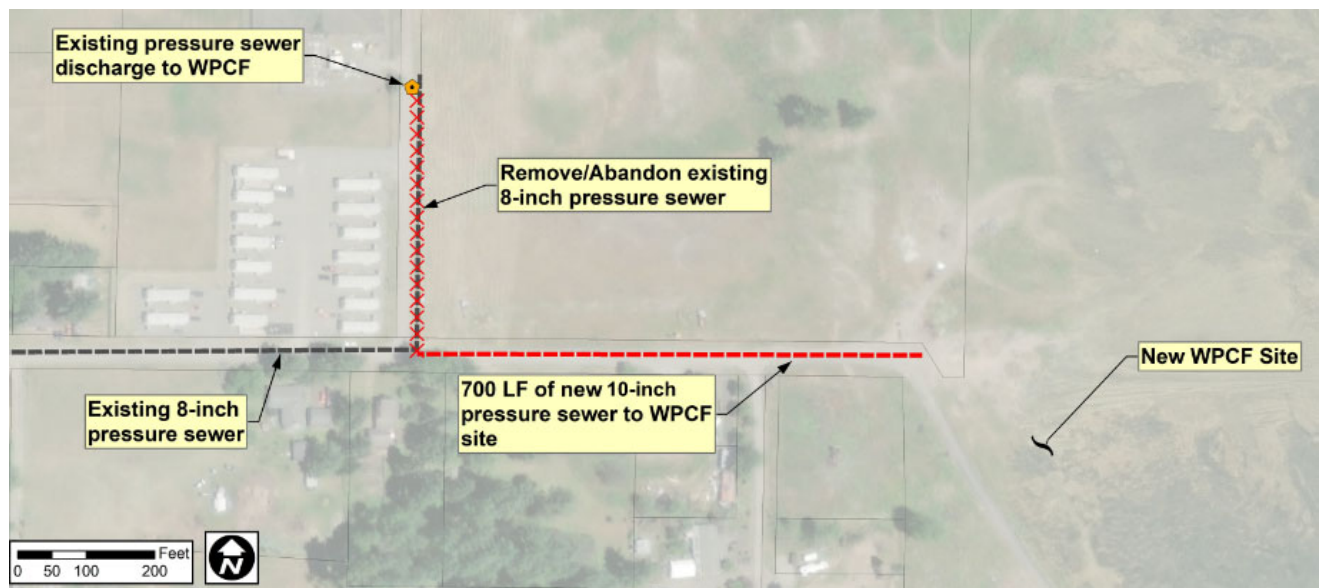 Existing pressure sewer
discharge to WPCF
Remove/Abandon existing
8-inch pressure sewer
New WPCF Site
700 LF of new 10-inch
pressure sewer to WPCF
site
Existing 8-inch
pressure sewer
Feet
0 50 100 200
N